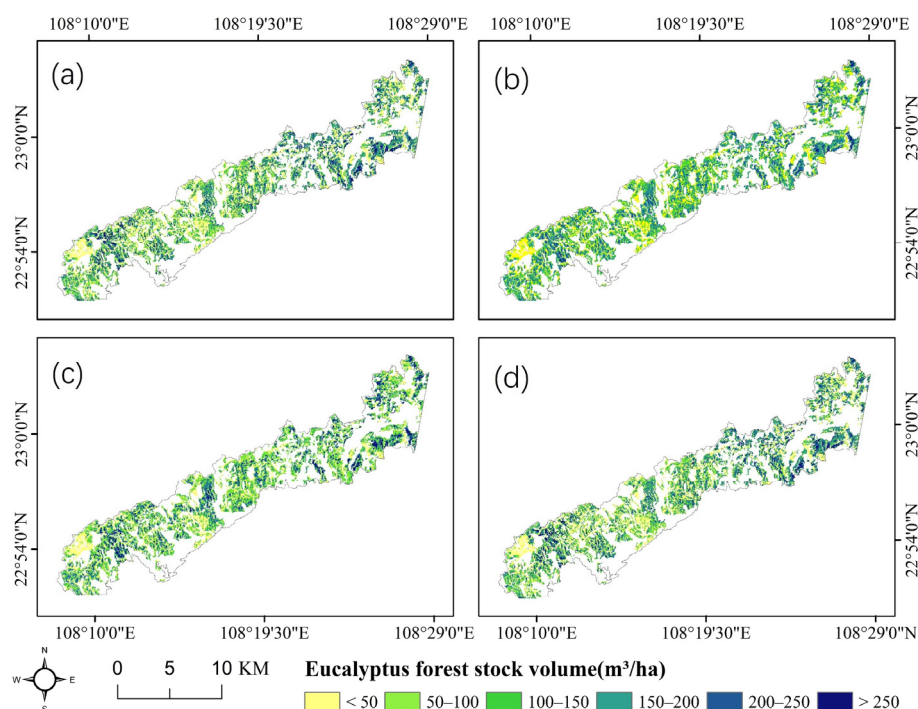 108°10'0"E 108°19'30"E 108°29'0"E 108°10'0"E 108°19'30"E 108°29'0"E
(a) (b)
23°0'0"N 23°0'0"N
22°54'0"N 22°54'0"N
(c) (d)
23°0'0"N 23°0'0"N
22°54'0"N 22°54'0"N
108°10'0"E 108°19'30"E 108°29'0"E 108°1'0"E 108°19'30"E 108°29'0"N
N
W E
S
0 5 10 KM
Eucalyptus forest stock volume(m³/ha)
< 50 50–100 100–150 150–200 200–250 > 250